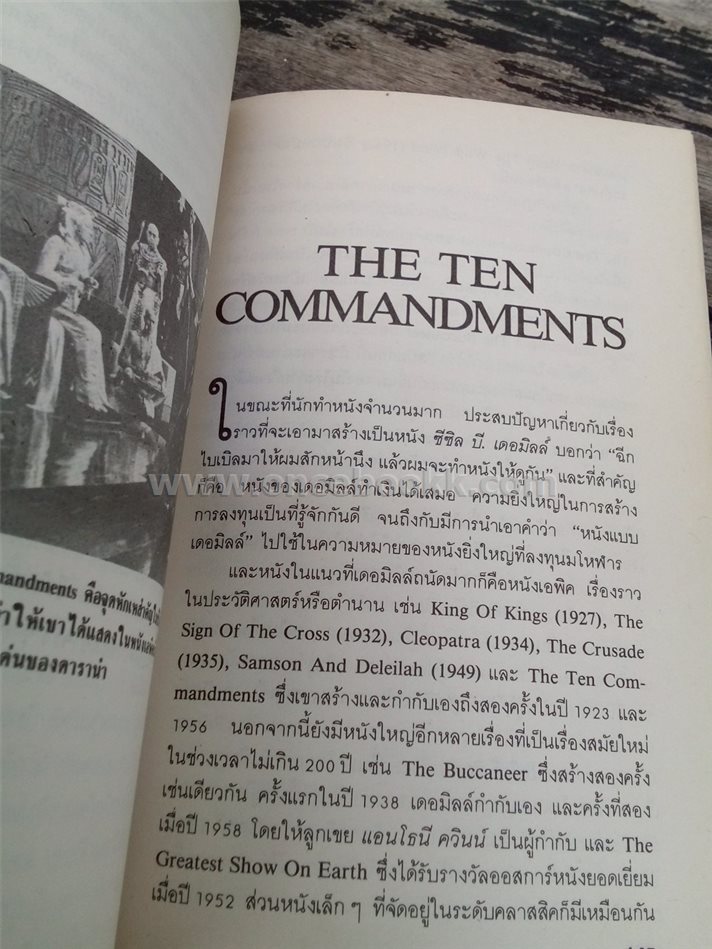 mandments คือจุดหักเหสำคัญ
ทำให้เขาได้แสดงในหนัง
เด่นของดารานำ
THE TEN
COMMANDMENTS
ในขณะที่นักทำหนังจำนวนมาก ประสบปัญหาเกี่ยวกับเรื่อง
ราวที่จะเอามาสร้างเป็นหนัง ซีซิล บี. เดอมิลล์ บอกว่า “ฉีก
ไบเบิลมาให้ผมสักหน้านึง แล้วผมจะทำหนังให้ดูกัน” และที่สำคัญ
ก็คือ หนังของเดอมิลล์ทำเงินได้เสมอ ความยิ่งใหญ่ในการสร้าง
การลงทุนเป็นที่รู้จักกันดี จนถึงกับมีการนำเอาคำว่า “หนังแบบ
เดอมิลล์” ไปใช้ในความหมายของหนังยิ่งใหญ่ที่ลงทุนมโหฬาร
และหนังในแนวที่เดอมิลล์ถนัดมากก็คือหนังเอพิค เรื่องราว
ในประวัติศาสตร์หรือตำนาน เช่น King Of Kings (1927), The
Sign Of The Cross (1932), Cleopatra (1934), The Crusade
(1935), Samson And Deleilah (1949) และ The Ten Com-
mandments ซึ่งเขาสร้างและกำกับเองถึงสองครั้งในปี 1923 และ
1956 นอกจากนี้ยังมีหนังใหญ่อีกหลายเรื่องที่เป็นเรื่องสมัยใหม่
ในช่วงเวลาไม่เกิน 200 ปี เช่น The Buccaneer ซึ่งสร้างสองครั้ง
เช่นเดียวกัน ครั้งแรกในปี 1938 เดอมิลล์กำกับเอง และครั้งที่สอง
เมื่อปี 1958 โดยให้ลูกเขย แอนโธนี ควินน์ เป็นผู้กำกับ และ The
Greatest Show On Earth ซึ่งได้รับรางวัลออสการ์หนังยอดเยี่ยม
เมื่อปี 1952 ส่วนหนังเล็ก ๆ ที่จัดอยู่ในระดับคลาสสิคก็มีเหมือนกัน